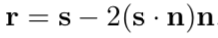 r = s − 2(s · n)n